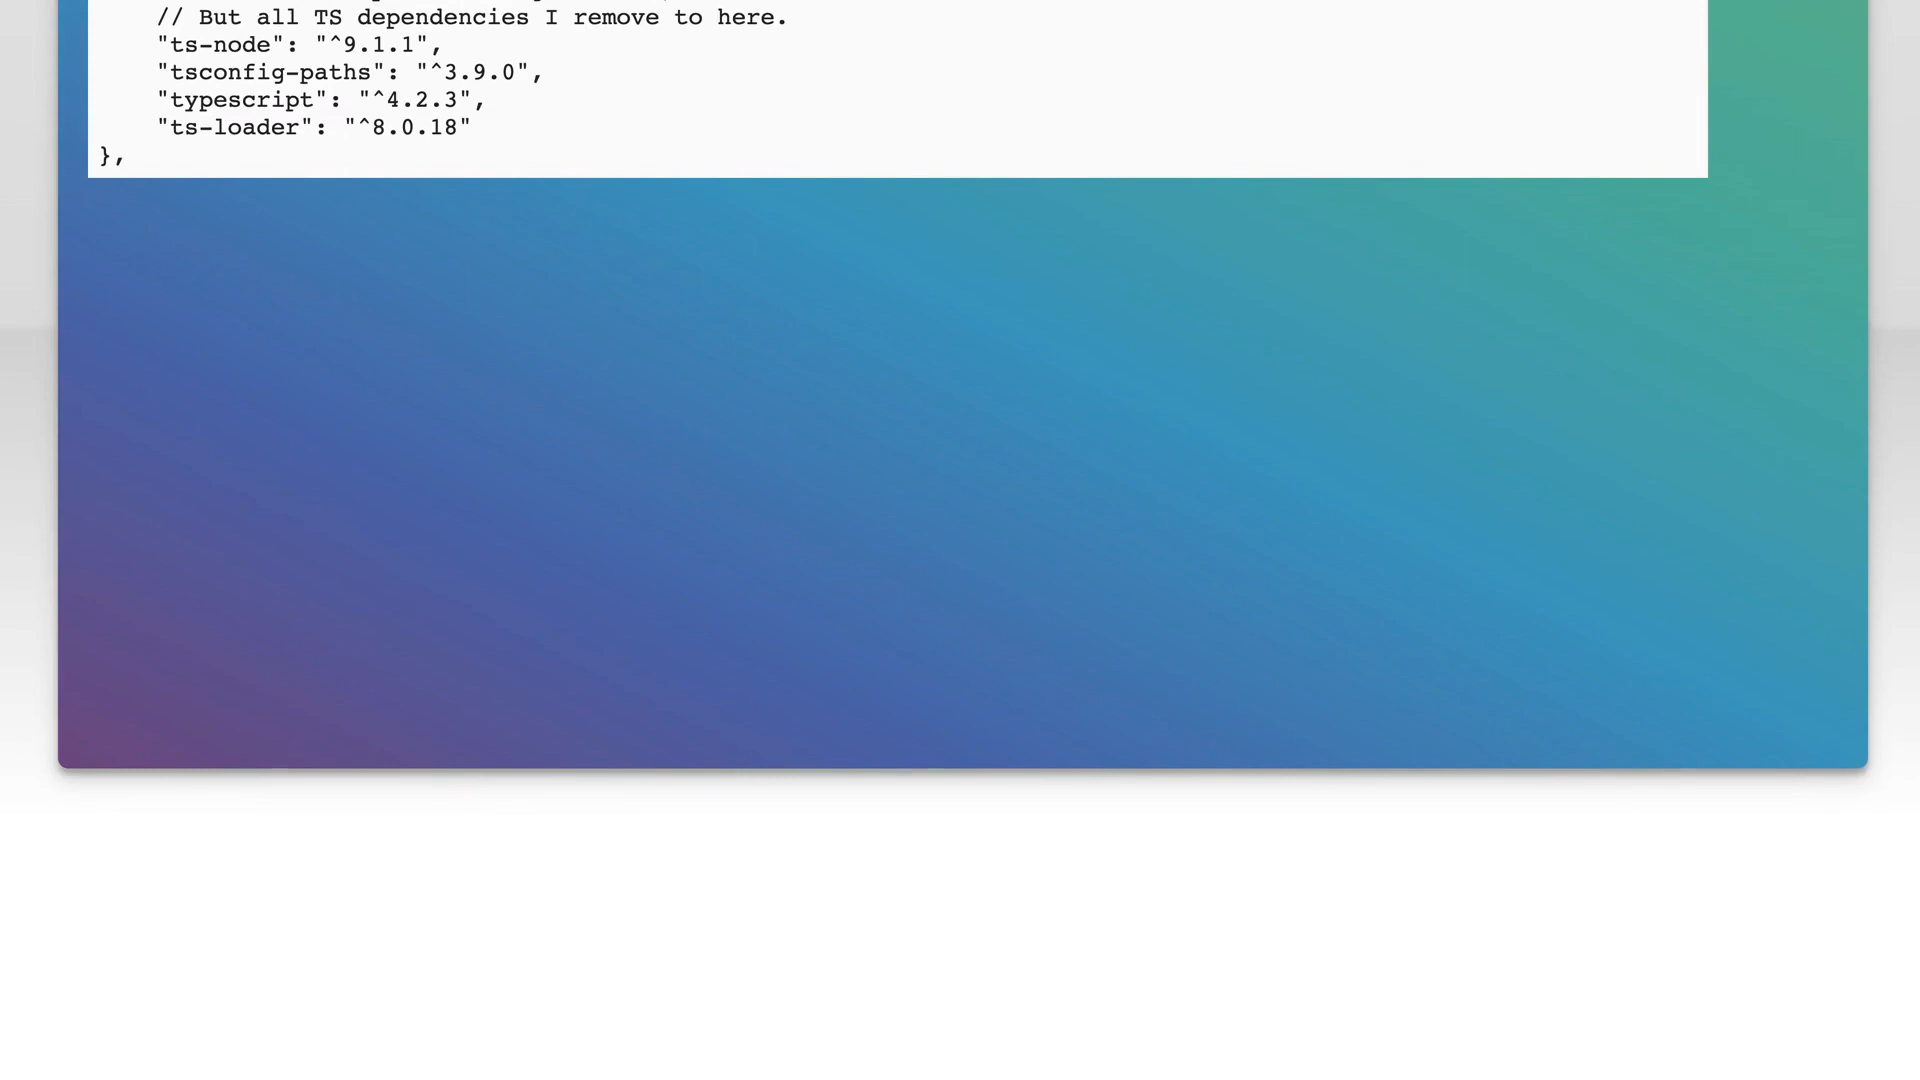 // But all TS dependencies I remove to here.
"ts-node": "^9.1.1",
"tsconfig-paths": "^3.9.0",
"typescript": "^4.2.3",
"ts-loader": "^8.0.18"
},